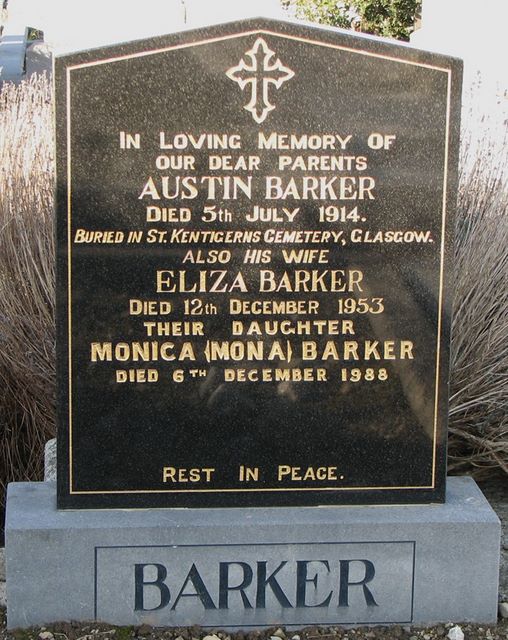 IN LOVING MEMORY OF
OUR DEAR PARENTS
AUSTIN BARKER
DIED 5th JULY 1914.
BURIED IN ST. KENTIGERNS CEMETERY, GLASGOW.
ALSO HIS WIFE
ELIZA BARKER
DIED 12th DECEMBER 1953
THEIR DAUGHTER
MONICA (MONA) BARKER
DIED 6TH DECEMBER 1988
REST IN PEACE.
BARKER